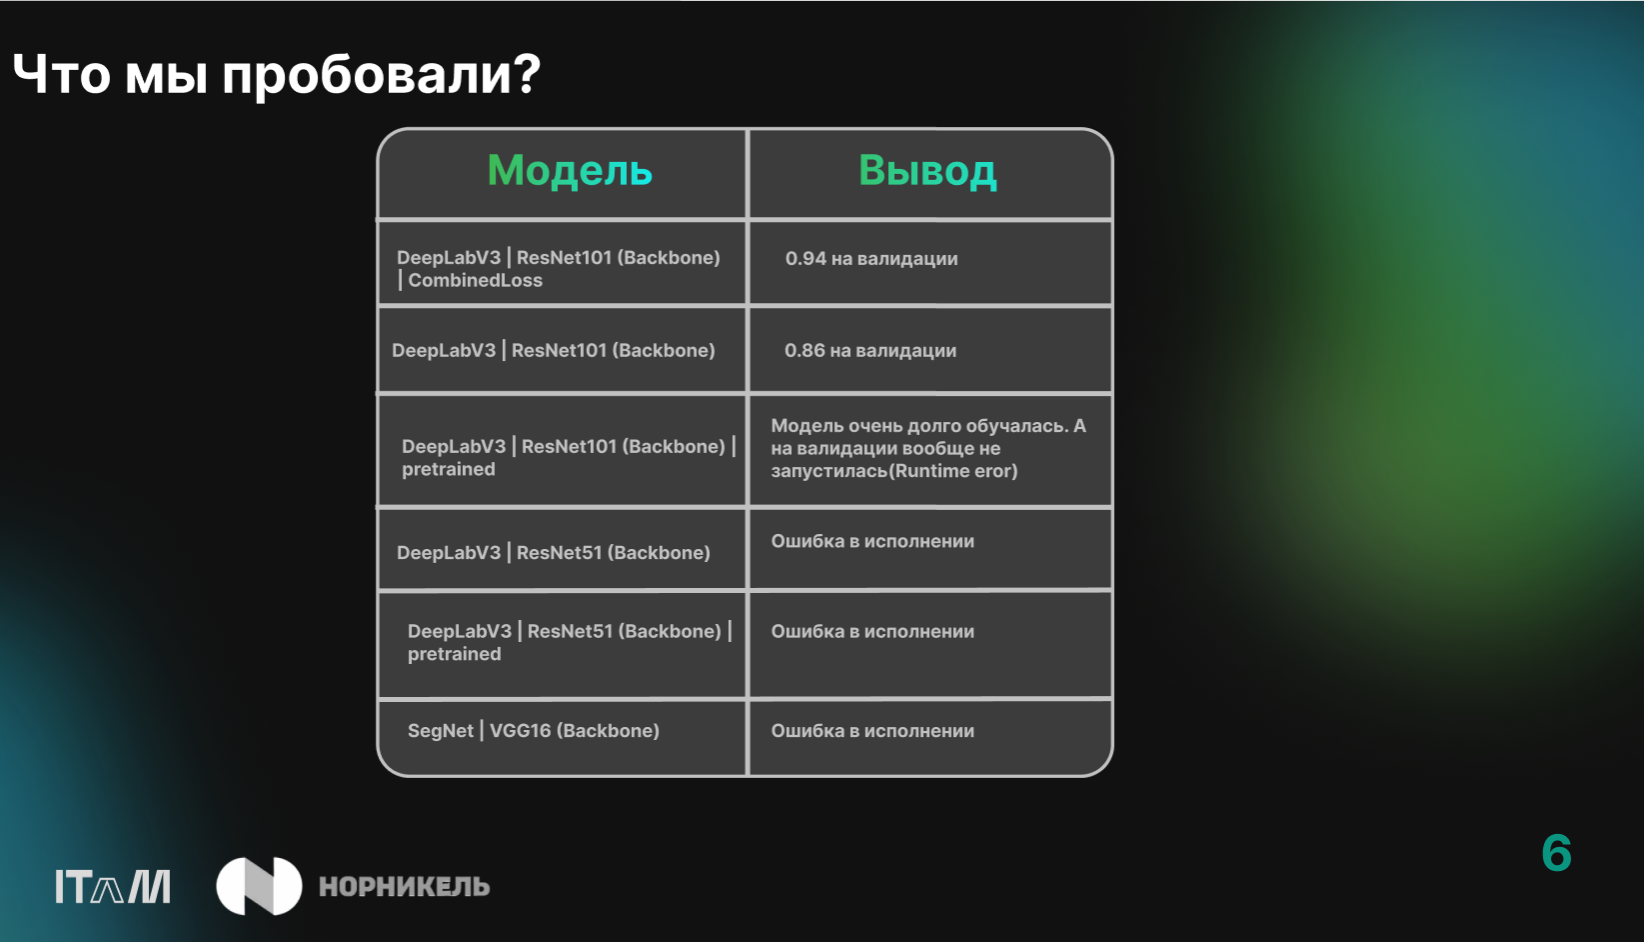 Что мы пробовали?
Модель
Вывод
DeepLabV3 | ResNet101 (Backbone)
| CombinedLoss
0.94 на валидации
DeepLabV3 | ResNet101 (Backbone)
0.86 на валидации
DeepLabV3 | ResNet101 (Backbone) |
pretrained
Модель очень долго обучалась. А
на валидации вообще не
запустилась(Runtime eror)
DeepLabV3 | ResNet51 (Backbone)
Ошибка в исполнении
DeepLabV3 | ResNet51 (Backbone) |
pretrained
Ошибка в исполнении
SegNet | VGG16 (Backbone)
Ошибка в исполнении
6
ITAM
НОРНИКЕЛЬ